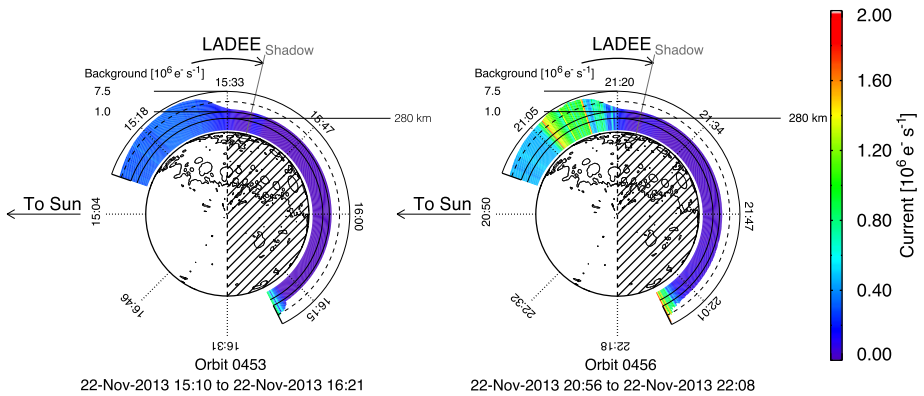 LADEE
Shadow
Background [10⁶ e⁻ s⁻¹]
7.5
1.0
15:33
15:18
15:47
280 km
To Sun
15:04
16:00
16:46
16:15
16:31
Orbit 0453
22-Nov-2013 15:10 to 22-Nov-2013 16:21
LADEE
Shadow
Background [10⁶ e⁻ s⁻¹]
7.5
1.0
21:20
21:05
21:34
280 km
To Sun
20:50
21:47
22:32
22:01
22:18
Orbit 0456
22-Nov-2013 20:56 to 22-Nov-2013 22:08
2.00
1.60
1.20
0.80
0.40
0.00
Current [10⁶ e⁻ s⁻¹]